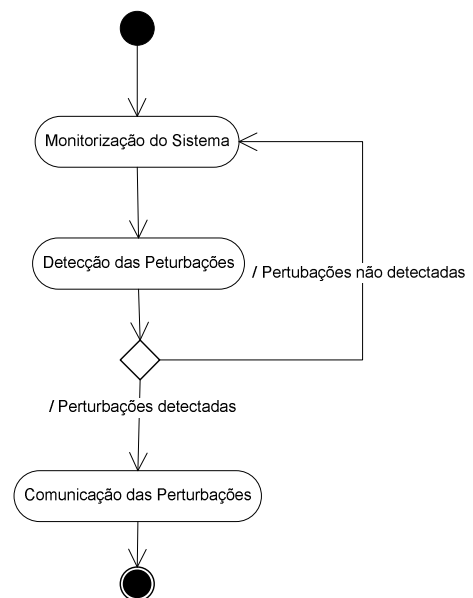 Monitorização do Sistema
Detecção das Peturbações
/ Pertubações não detectadas
/ Perturbações detectadas
Comunicação das Perturbações